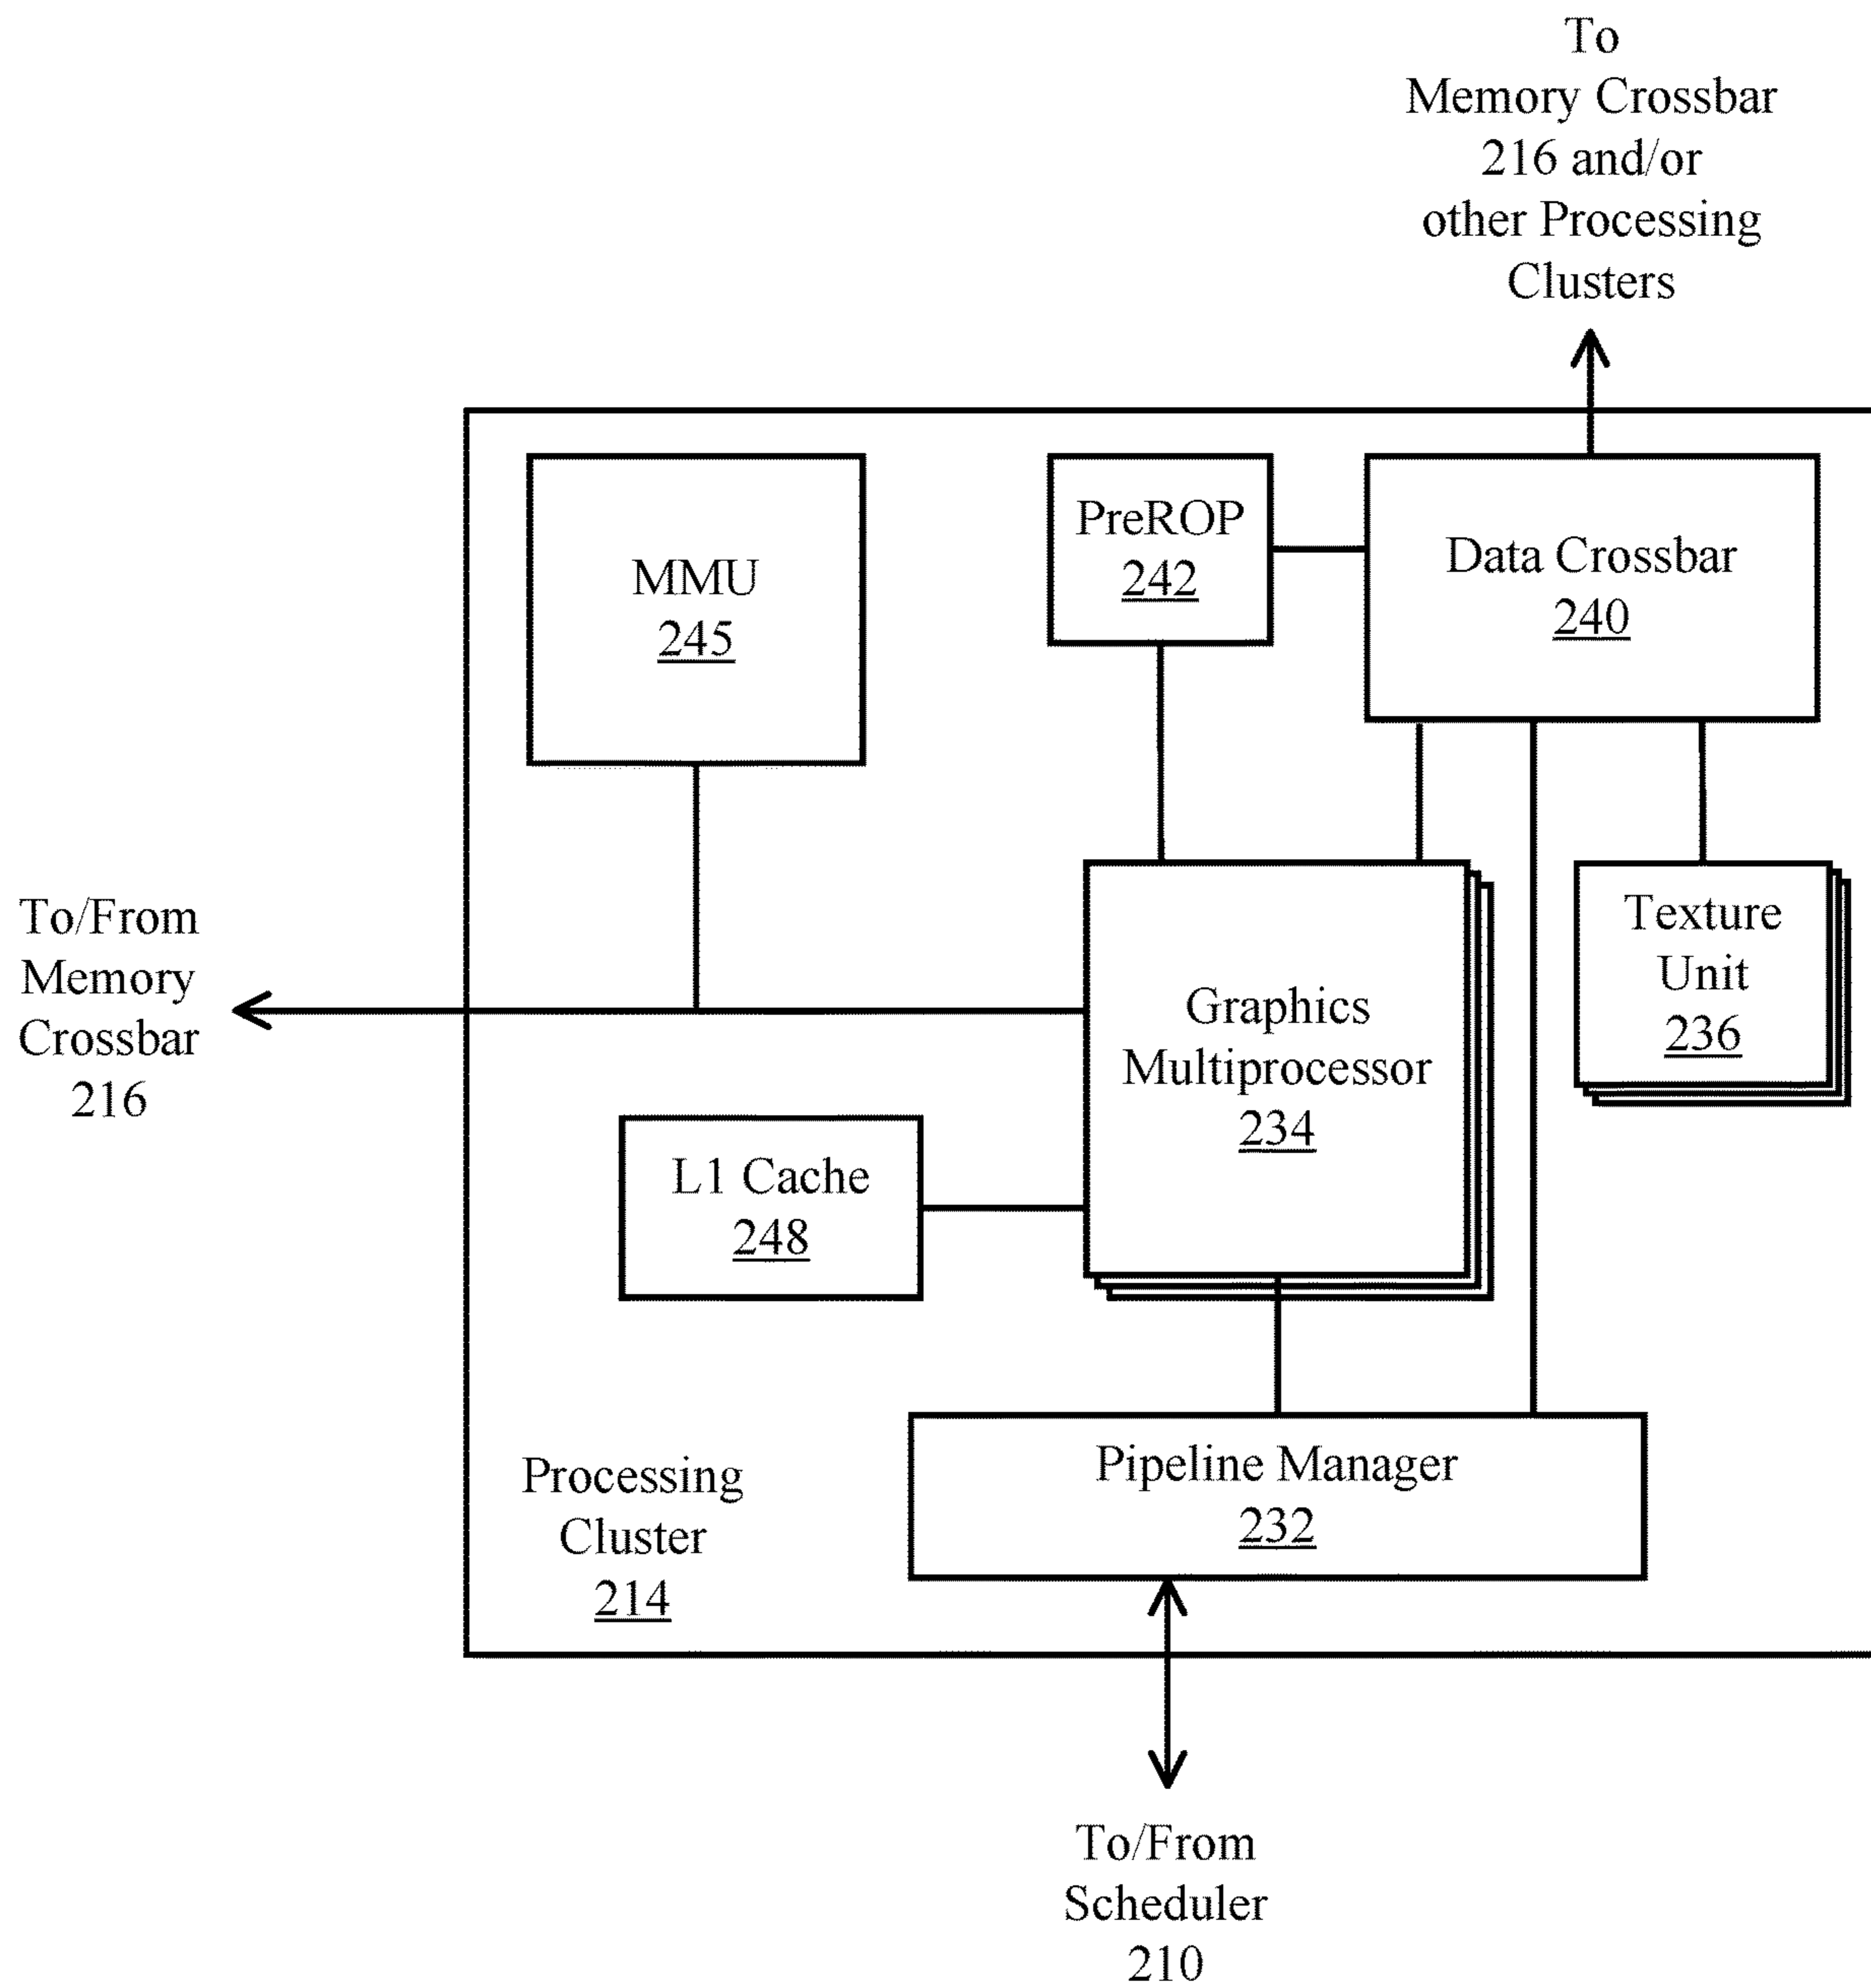 To
Memory Crossbar
216 and/or
other Processing
Clusters
PreROP
242
Data Crossbar
240
MMU
245
To/From
Memory
Crossbar
216
Texture
Unit
236
Graphics
Multiprocessor
234
L1 Cache
248
Pipeline Manager
232
Processing
Cluster
214
To/From
Scheduler
210